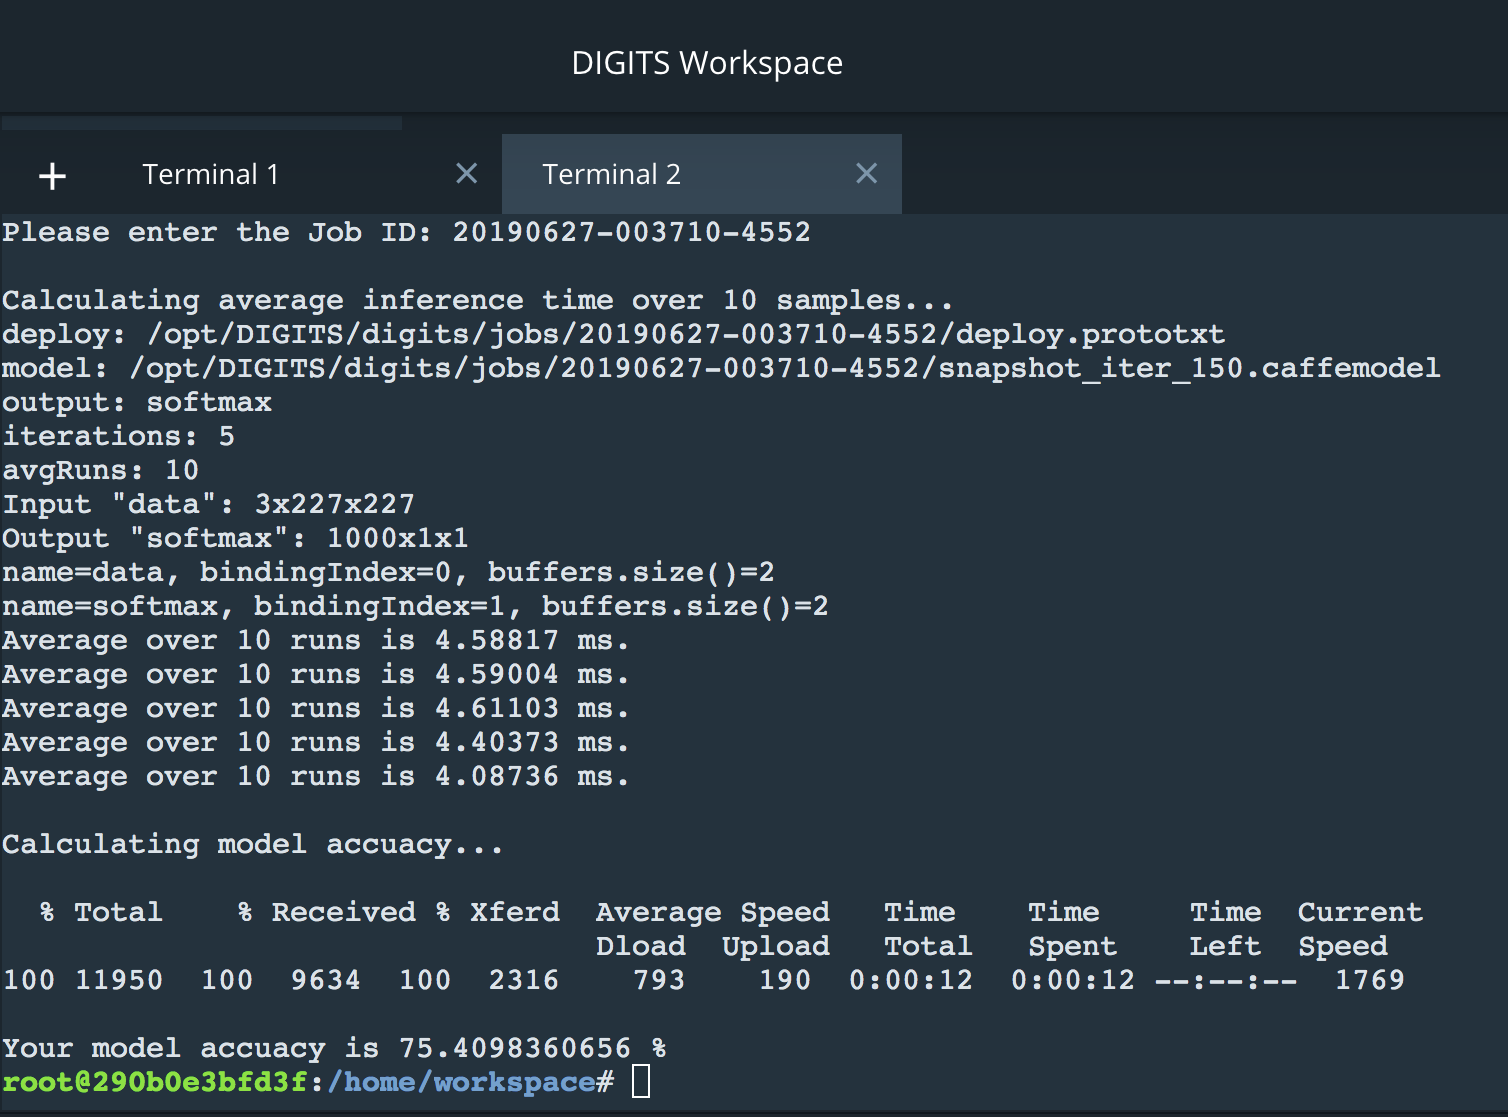 DIGITS Workspace
+ Terminal 1 × Terminal 2 ×
Please enter the Job ID: 20190627-003710-4552
Calculating average inference time over 10 samples...
deploy: /opt/DIGITS/digits/jobs/20190627-003710-4552/deploy.prototxt
model: /opt/DIGITS/digits/jobs/20190627-003710-4552/snapshot_iter_150.caffemodel
output: softmax
iterations: 5
avgRuns: 10
Input "data": 3x227x227
Output "softmax": 1000x1x1
name=data, bindingIndex=0, buffers.size()=2
name=softmax, bindingIndex=1, buffers.size()=2
Average over 10 runs is 4.58817 ms.
Average over 10 runs is 4.59004 ms.
Average over 10 runs is 4.61103 ms.
Average over 10 runs is 4.40373 ms.
Average over 10 runs is 4.08736 ms.
Calculating model accuacy...
% Total % Received % Xferd Average Speed Time Time Time Current
Dload Upload Total Spent Left Speed
100 11950 100 9634 100 2316 793 190 0:00:12 0:00:12 --:--:-- 1769
Your model accuacy is 75.4098360656 %
root@290b0e3bfd3f:/home/workspace#